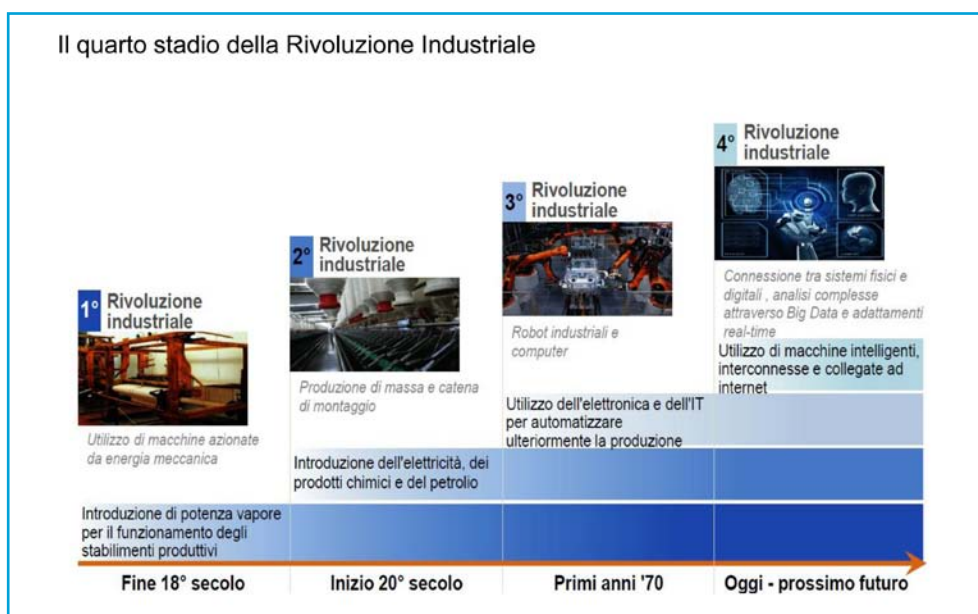 Il quarto stadio della Rivoluzione Industriale
1° Rivoluzione
industriale
Utilizzo di macchine azionate
da energia meccanica
Introduzione di potenza vapore
per il funzionamento degli
stabilimenti produttivi
Fine 18° secolo
2° Rivoluzione
industriale
Produzione di massa e catena
di montaggio
Introduzione dell'elettricità, dei
prodotti chimici e del petrolio
Inizio 20° secolo
3° Rivoluzione
industriale
Robot industriali e
computer
Utilizzo dell'elettronica e dell'IT
per automatizzare
ulteriormente la produzione
Primi anni '70
4° Rivoluzione
industriale
Connessione tra sistemi fisici e
digitali , analisi complesse
attraverso Big Data e adattamenti
real-time
Utilizzo di macchine intelligenti,
interconnesse e collegate ad
internet
Oggi - prossimo futuro